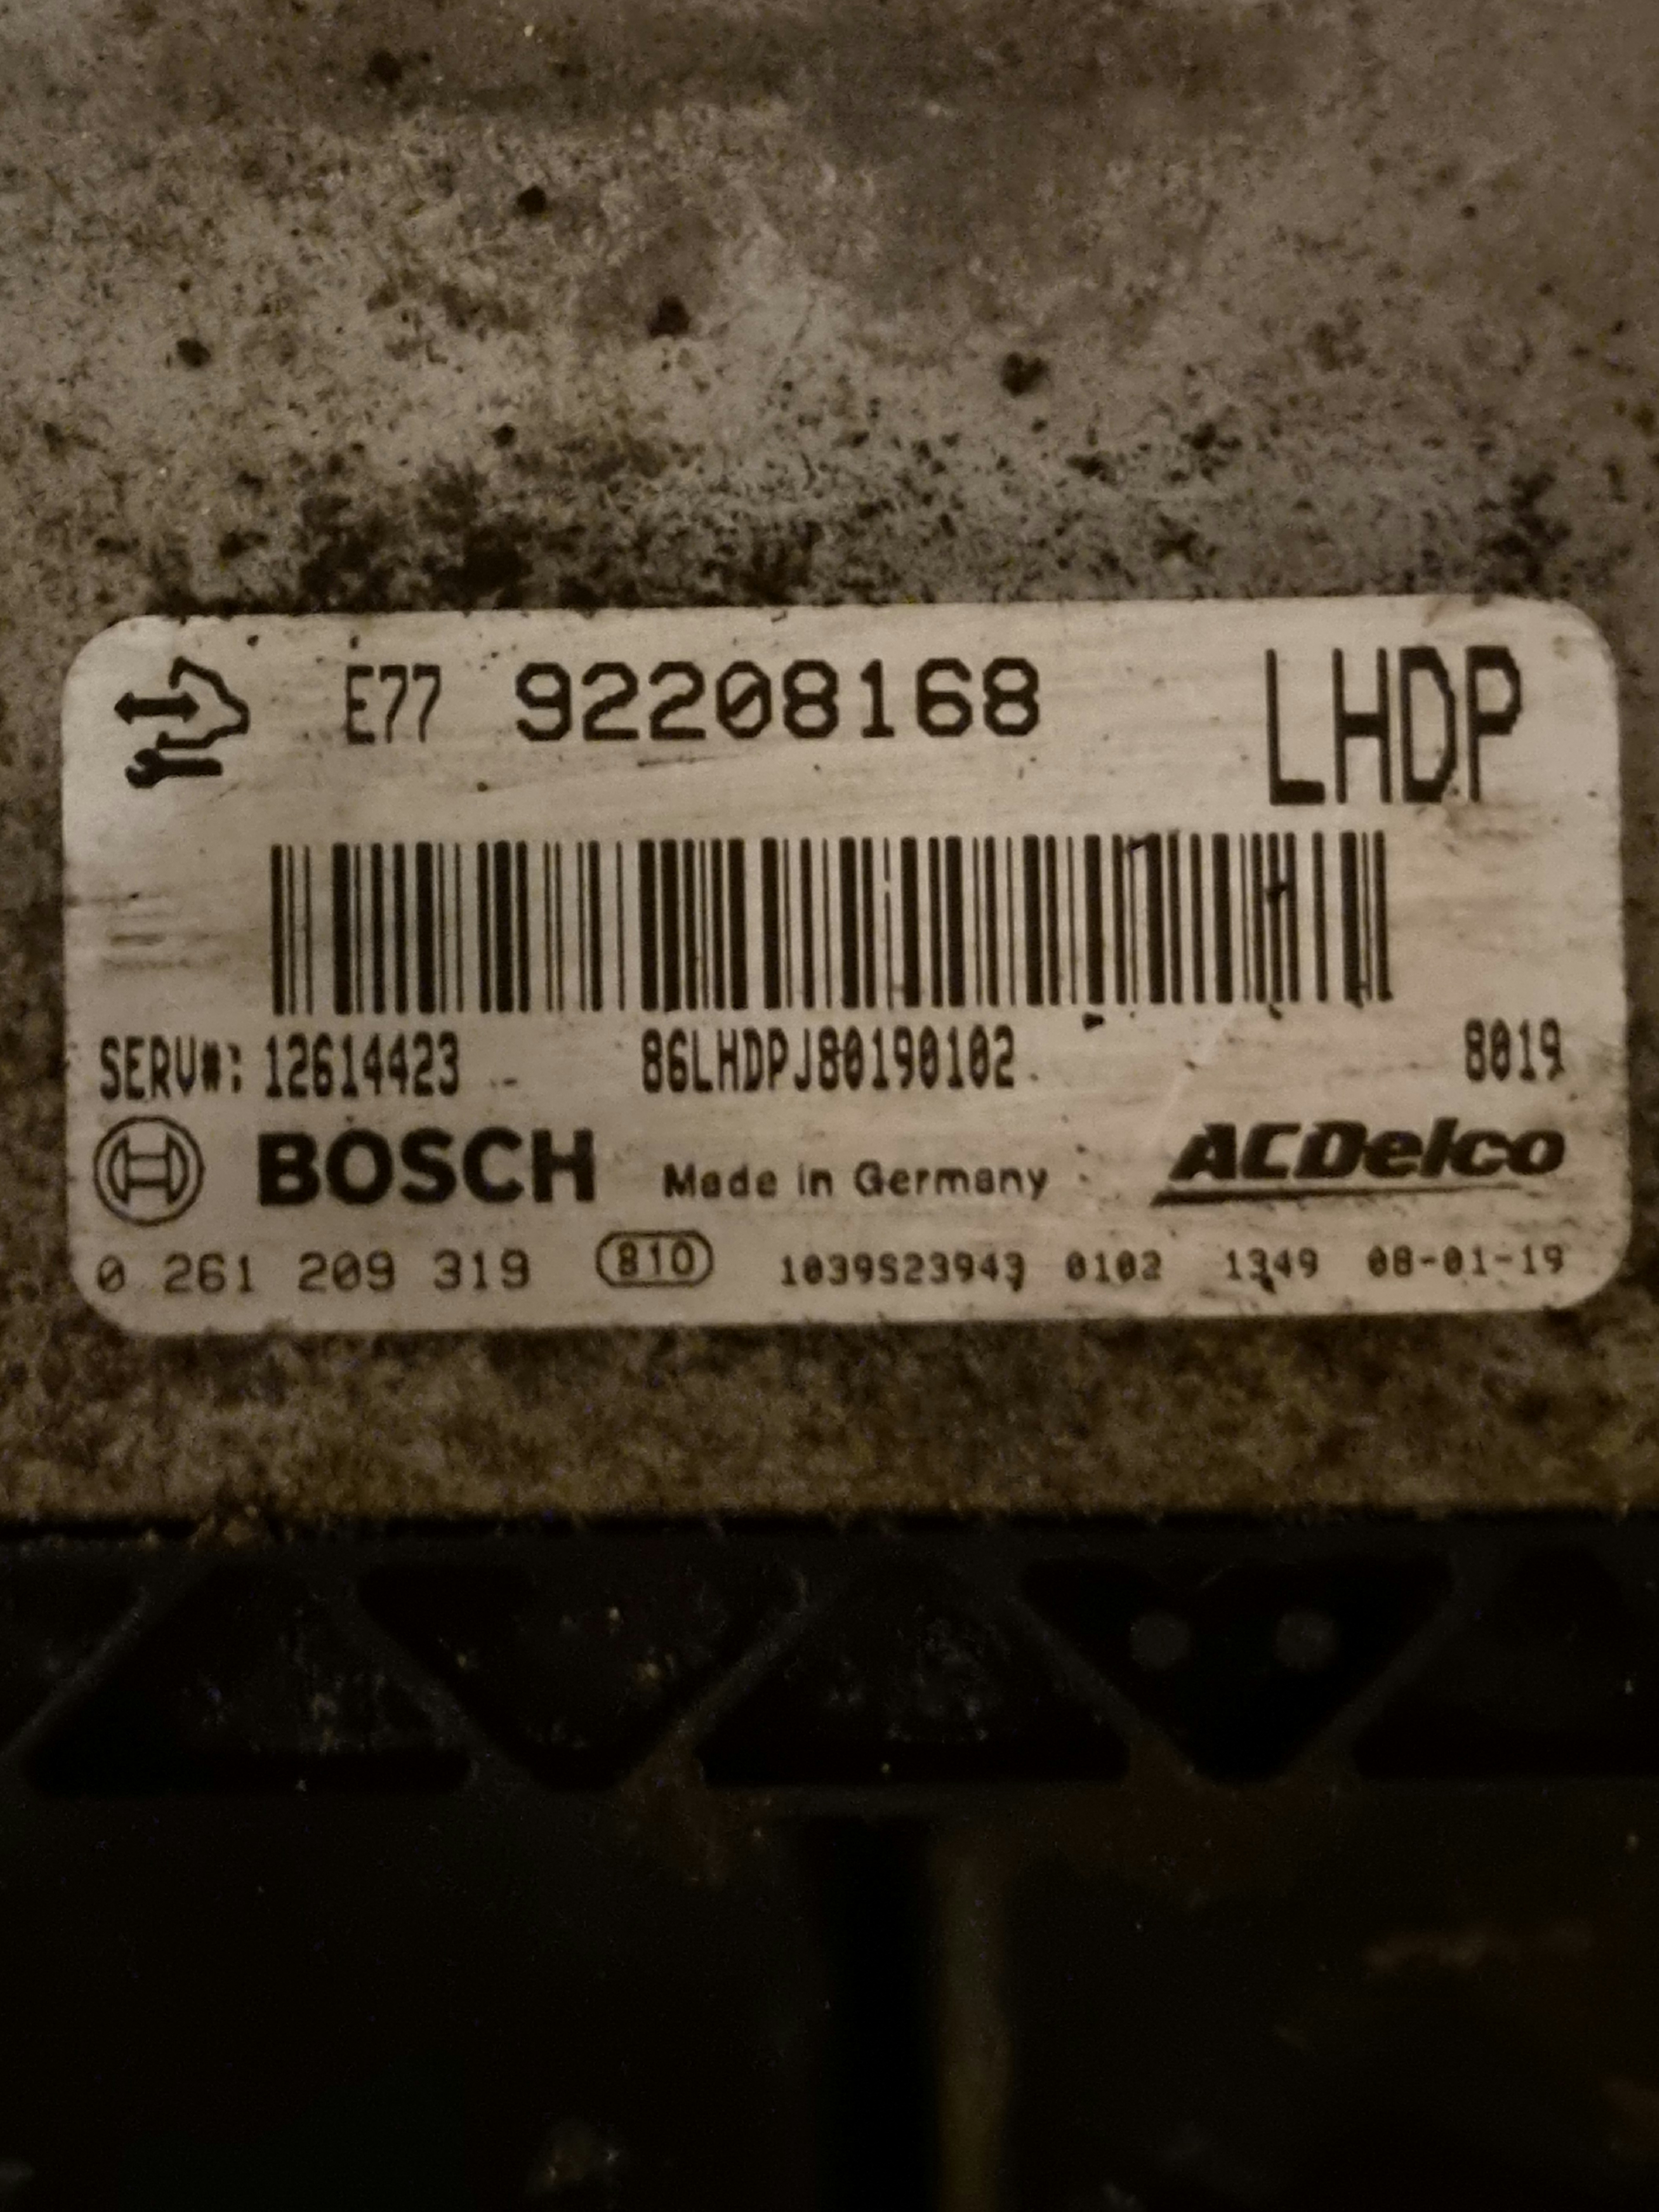 E77 92208168 LHDP
SERV#: 12614423 86LHDPJ80190102 8019
BOSCH Made in Germany ACDelco
0 261 209 319 810 1039S23943 0102 1349 08-01-19